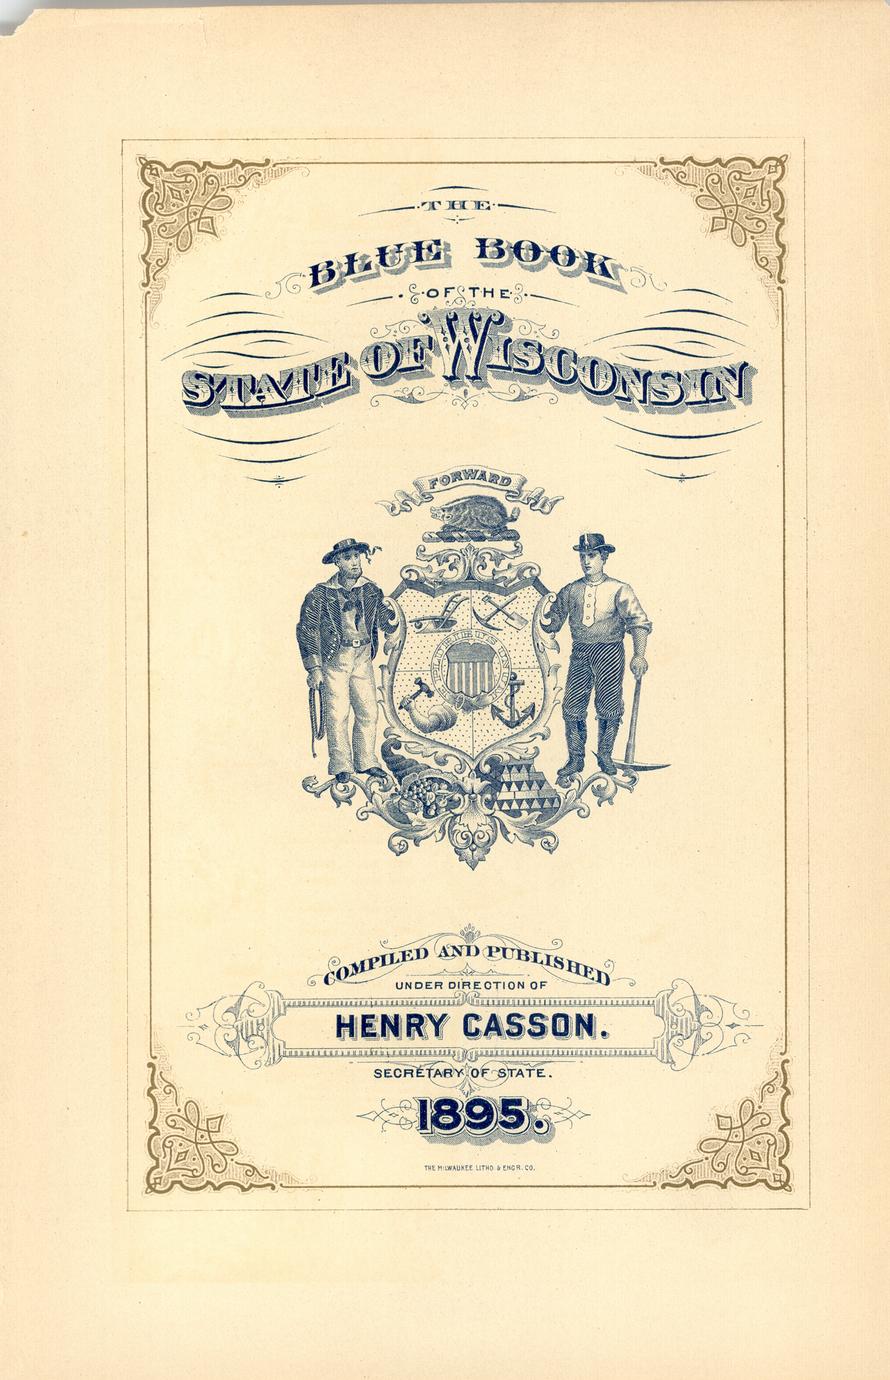 THE
BLUE BOOK
OF THE
STATE OF WISCONSIN
FORWARD
COMPILED AND PUBLISHED
UNDER DIRECTION OF
HENRY CASSON.
SECRETARY OF STATE.
1895.
THE MILWAUKEE LITHO. & ENGR. CO.